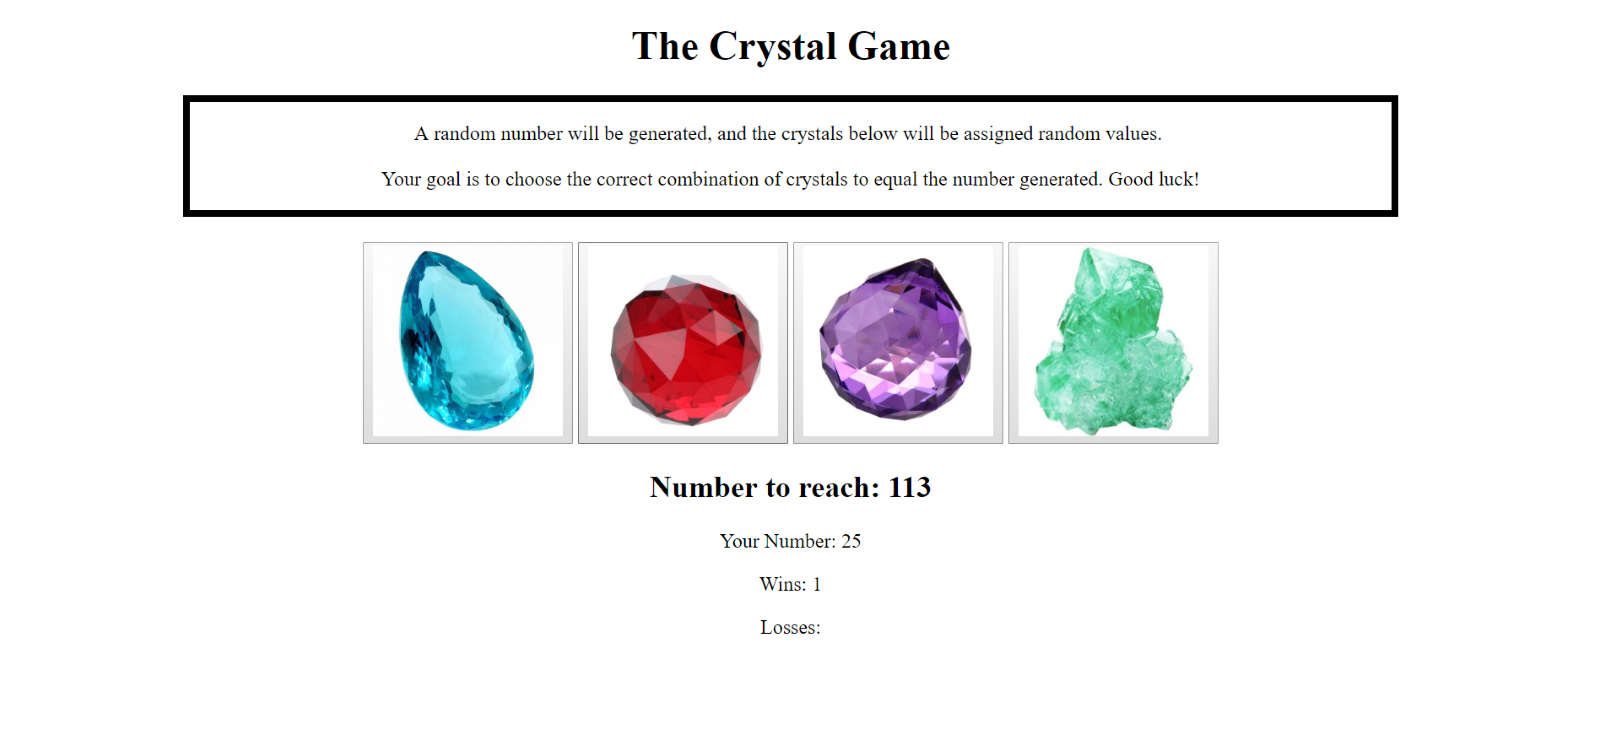 The Crystal Game
A random number will be generated, and the crystals below will be assigned random values.
Your goal is to choose the correct combination of crystals to equal the number generated. Good luck!
Number to reach: 113
Your Number: 25
Wins: 1
Losses: